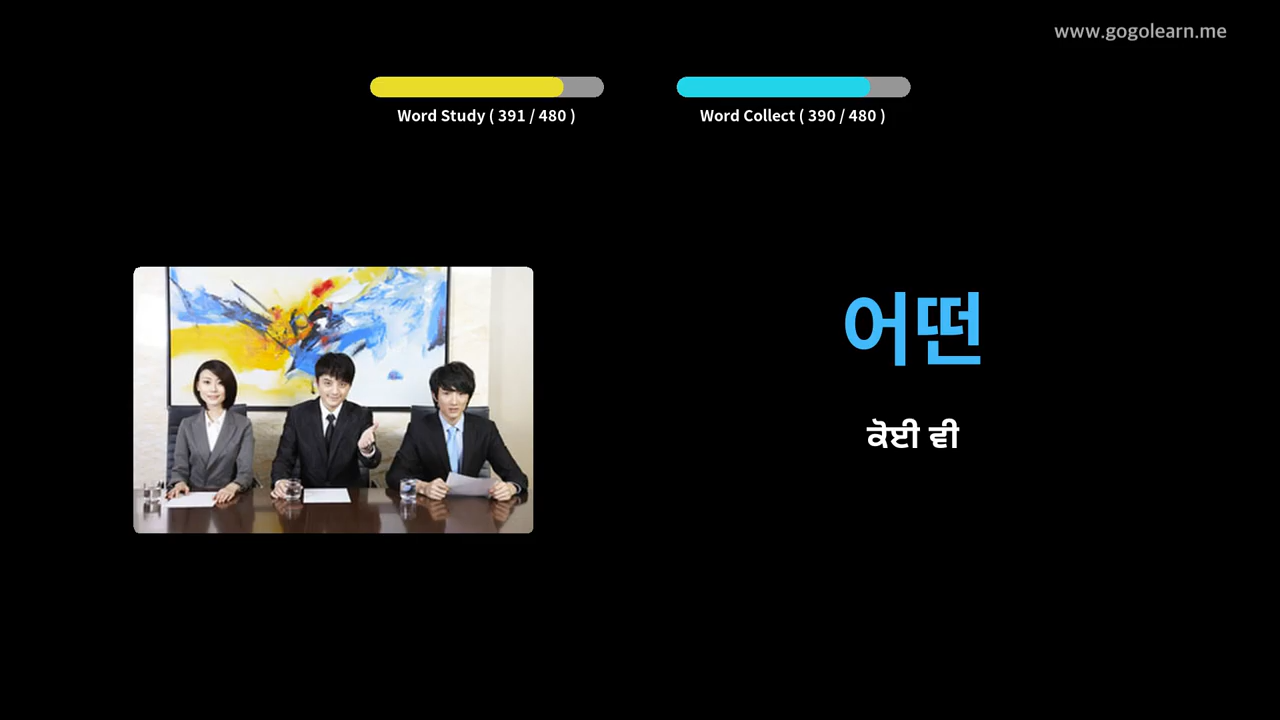 www.gogolearn.me
Word Study ( 391 / 480 )
Word Collect ( 390 / 480 )
어떤
ਕੋਈ ਵੀ